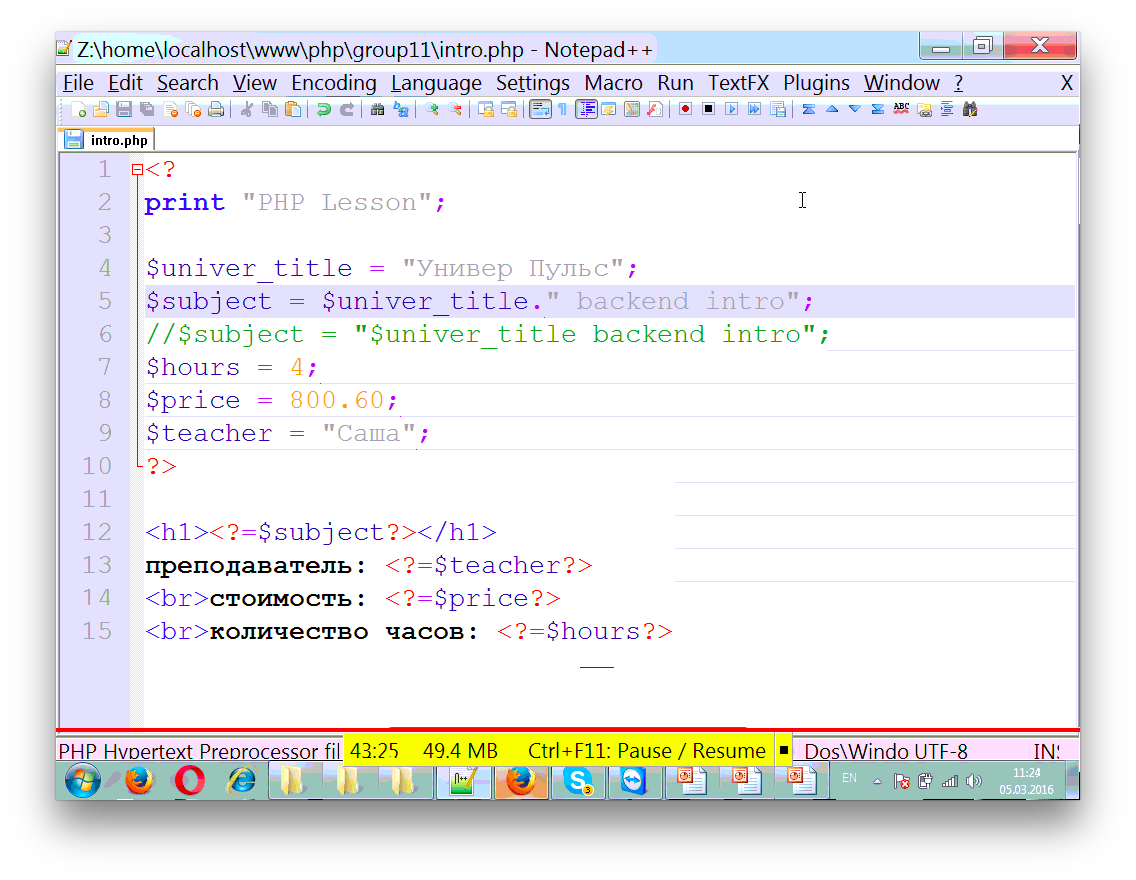 Z:\home\localhost\www\php\group11\intro.php - Notepad++
File Edit Search View Encoding Language Settings Macro Run TextFX Plugins Window ? X
ABC
intro.php
1 <?
2 print "PHP Lesson";
3
4 $univer_title = "Универ Пульс";
5 $subject = $univer_title." backend intro";
6 //$subject = "$univer_title backend intro";
7 $hours = 4;
8 $price = 800.60;
9 $teacher = "Саша";
10 ?>
11
12 <h1><?=$subject?></h1>
13 преподаватель: <?=$teacher?>
14 <br>стоимость: <?=$price?>
15 <br>количество часов: <?=$hours?>
PHP Hypertext Preprocessor fil 43:25 49.4 MB Ctrl+F11: Pause / Resume Dos\Windo UTF-8 INS
EN 11:24
05.03.2016